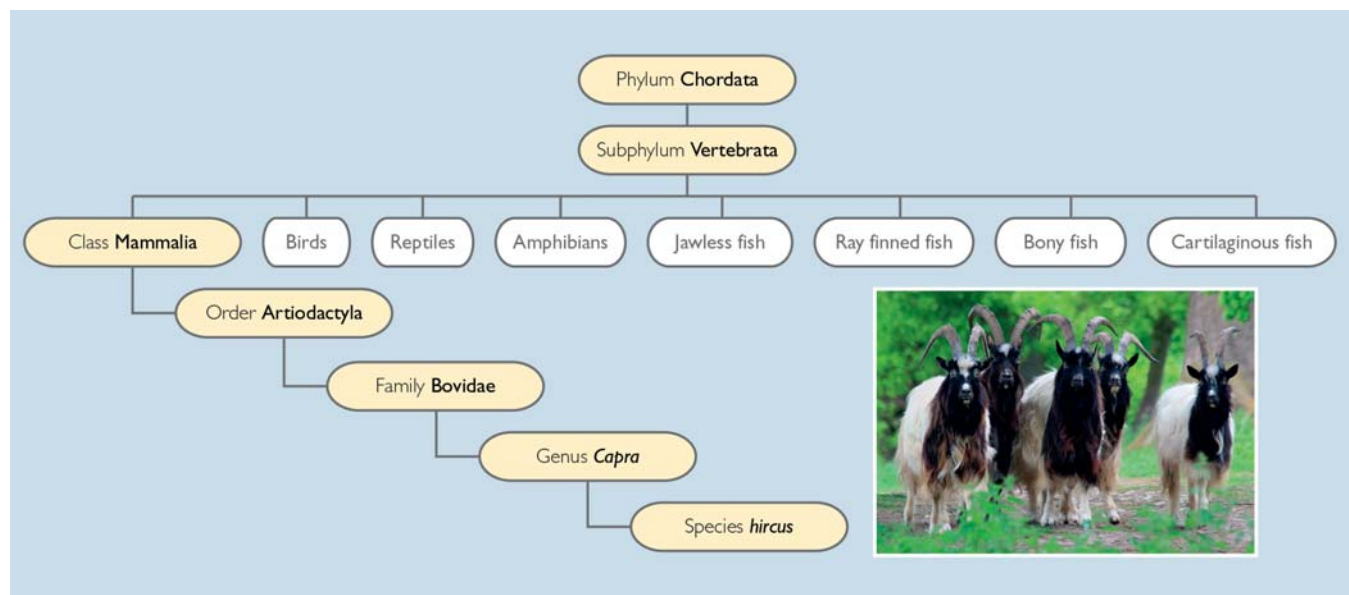 Phylum Chordata
Subphylum Vertebrata
Class Mammalia
Birds
Reptiles
Amphibians
Jawless fish
Ray finned fish
Bony fish
Cartilaginous fish
Order Artiodactyla
Family Bovidae
Genus Capra
Species hircus